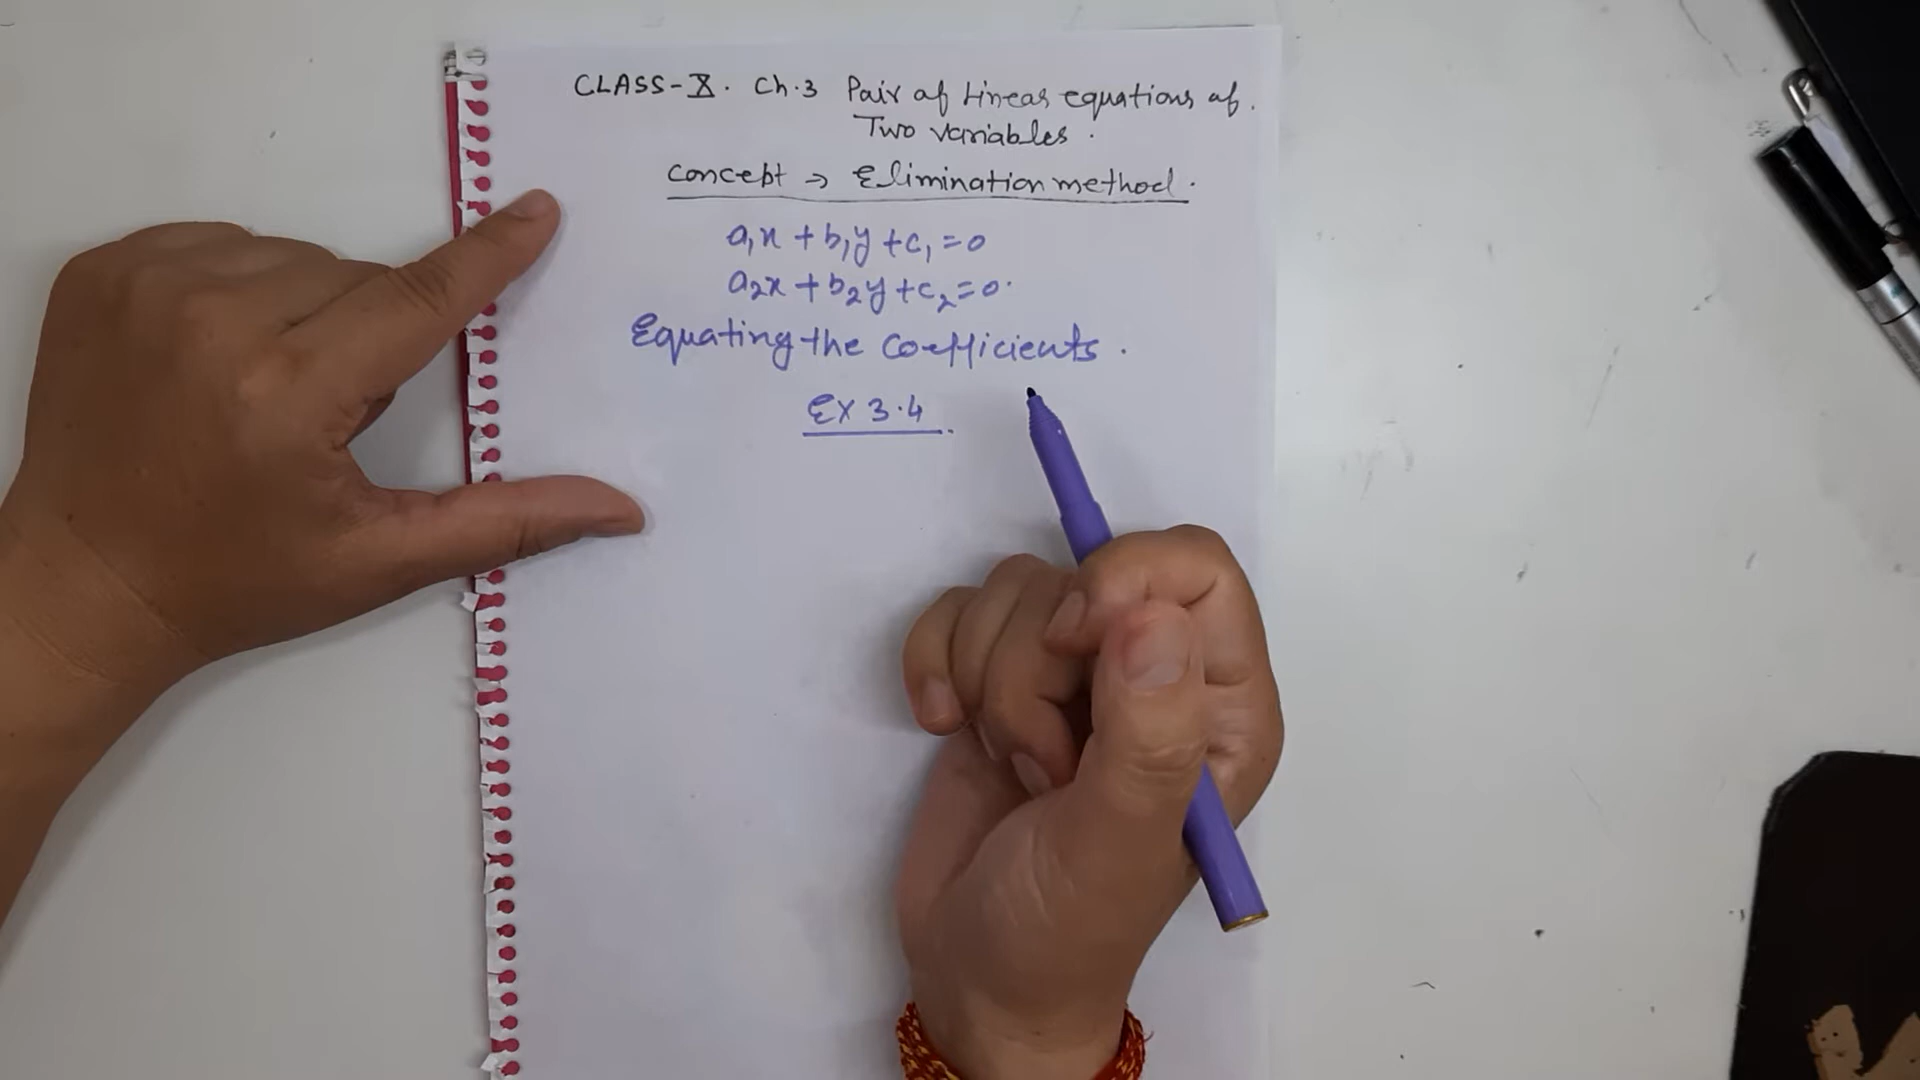 CLASS-X. Ch.3 Pair of Linear equations of.
Two variables.
Concept → Elimination method.
a₁x + b₁y + c₁ = 0
a₂x + b₂y + c₂ = 0.
Equating the Coefficients.
EX 3.4.